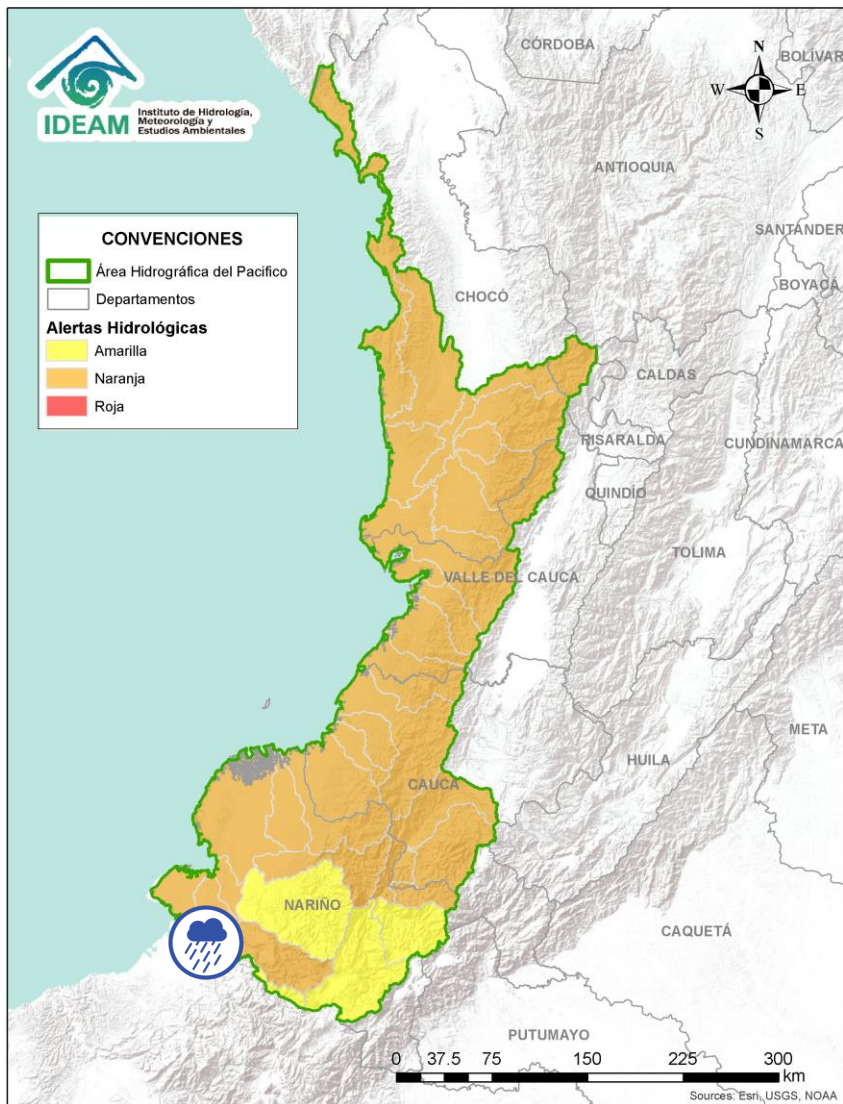 IDEAM
Instituto de Hidrología,
Meteorología y
Estudios Ambientales
CÓRDOBA
BOLÍVAR
N
W
E
S
ANTIOQUIA
SANTANDER
BOYACÁ
CONVENCIONES
Área Hidrográfica del Pacifico
Departamentos
Alertas Hidrológicas
Amarilla
Naranja
Roja
CHOCÓ
CALDAS
RISARALDA
CUNDINAMARCA
QUINDÍO
TOLIMA
VALLE DEL CAUCA
META
HUILA
CAUCA
NARIÑO
CAQUETÁ
PUTUMAYO
0 37.5 75 150 225 300
km
Sources: Esri, USGS, NOAA